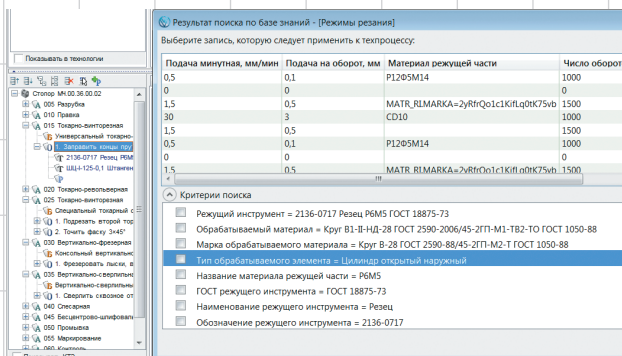 Показывать в технологии
Стопор МЧ.00.36.00.02
005 Разрубка
010 Правка
015 Токарно-винторезная
Универсальный токарно-
1. Заправить концы пру
2136-0717 Резец Р6М5
ШЦ-I-125-0,1 Штанген
020 Токарно-револьверная
025 Токарно-винторезная
Специальный токарный с
1. Подрезать второй тор
2. Точить фаску 3×45°
030 Вертикально-фрезерная
Консольный вертикально
1. Фрезеровать лыски, в
035 Вертикально-сверлильна
Вертикально-сверлильны
1. Сверлить сквозное от
040 Слесарная
045 Бесцентрово-шлифовалн
050 Промывка
055 Маркирование
060 Контроль
Результат поиска по базе знаний - [Режимы резания]
Выберите запись, которую следует применить к техпроцессу:
Подача минутная, мм/мин Подача на оборот, мм Материал режущей части Число оборот
0,5 0,1 Р12Ф5М14 1000
0 0 0
1,5 0,5 MATR_RI.MARKA=2yRfrQo1c1KifLq0tK75vb 1500
30 3 CD10 1000
1,5 0,5 1500
0,5 0,1 Р12Ф5М14 1000
0 0 0
1,5 0,5 MATR_RI.MARKA=2yRfrQo1c1KifLq0tK75vb 1500
Критерии поиска
Режущий инструмент = 2136-0717 Резец Р6М5 ГОСТ 18875-73
Обрабатываемый материал = Круг В1-II-НД-28 ГОСТ 2590-2006/45-2ГП-М1-ТВ2-ТО ГОСТ 1050-88
Марка обрабатываемого материала = Круг В-28 ГОСТ 2590-88/45-2ГП-М2-Т ГОСТ 1050-88
Тип обрабатываемого элемента = Цилиндр открытый наружный
Название материала режущей части = Р6М5
ГОСТ режущего инструмента = ГОСТ 18875-73
Наименование режущего инструмента = Резец
Обозначение режущего инструмента = 2136-0717